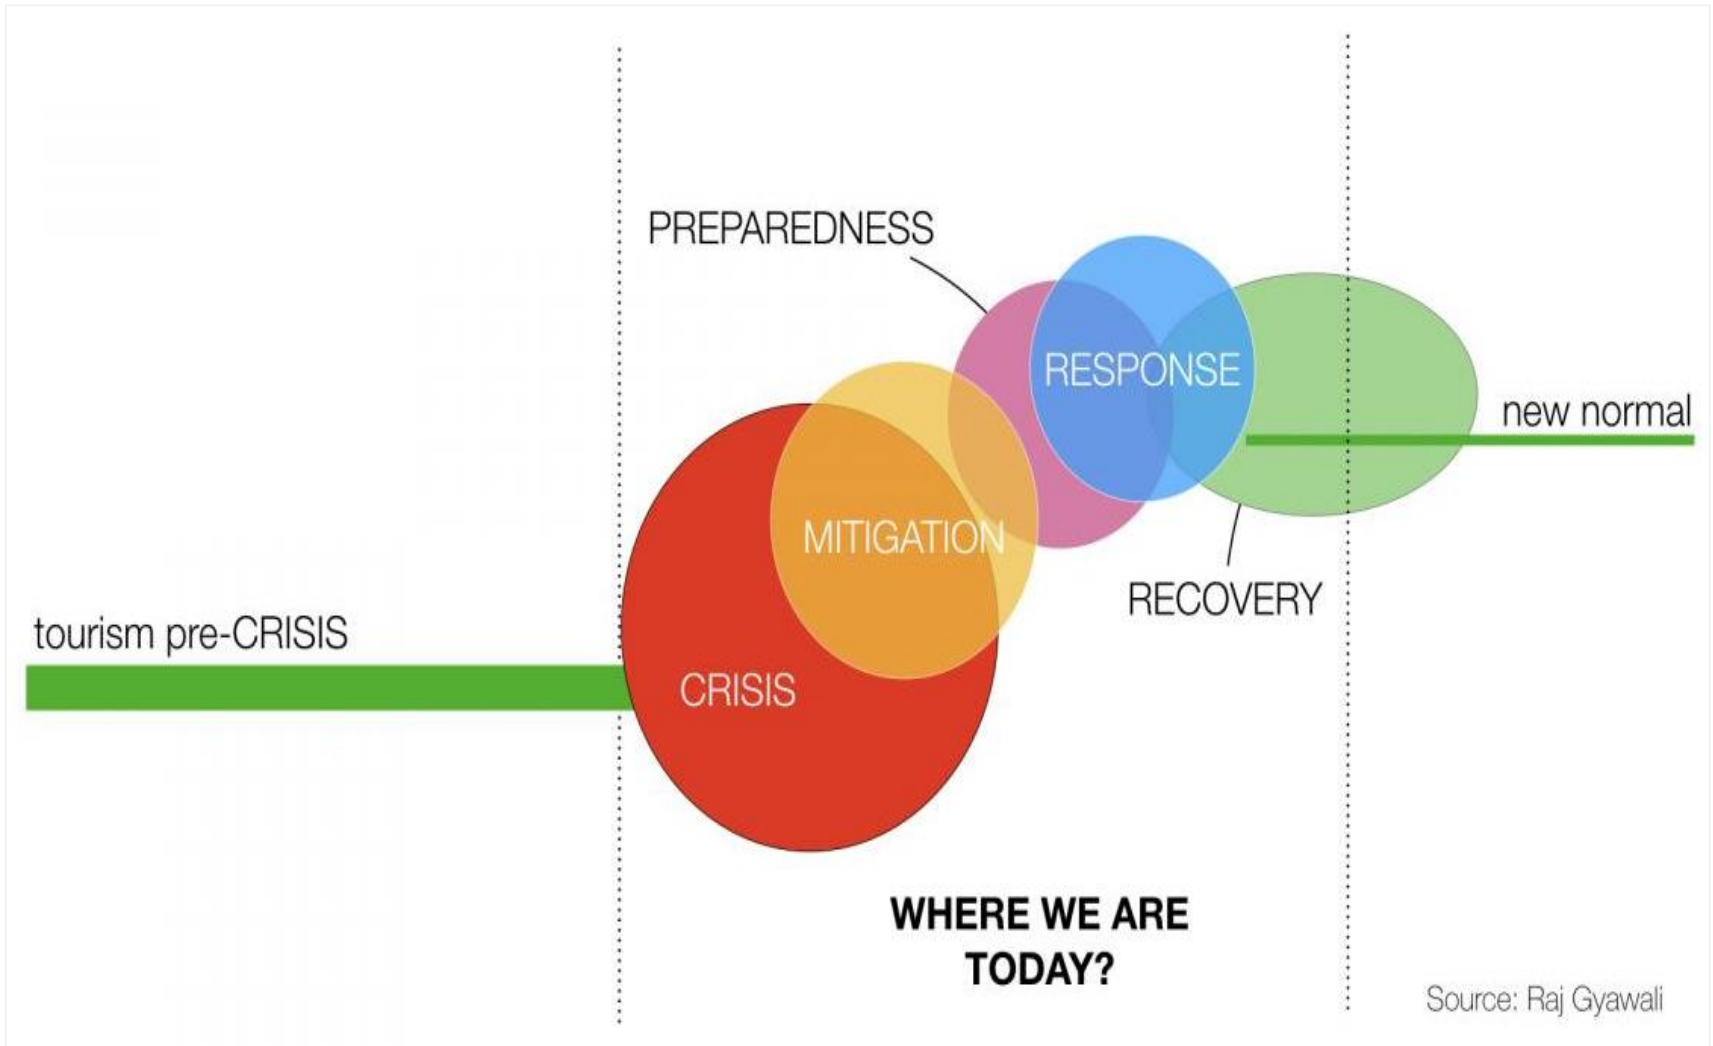 PREPAREDNESS
RESPONSE
new normal
MITIGATION
RECOVERY
tourism pre-CRISIS
CRISIS
WHERE WE ARE
TODAY?
Source: Raj Gyawali